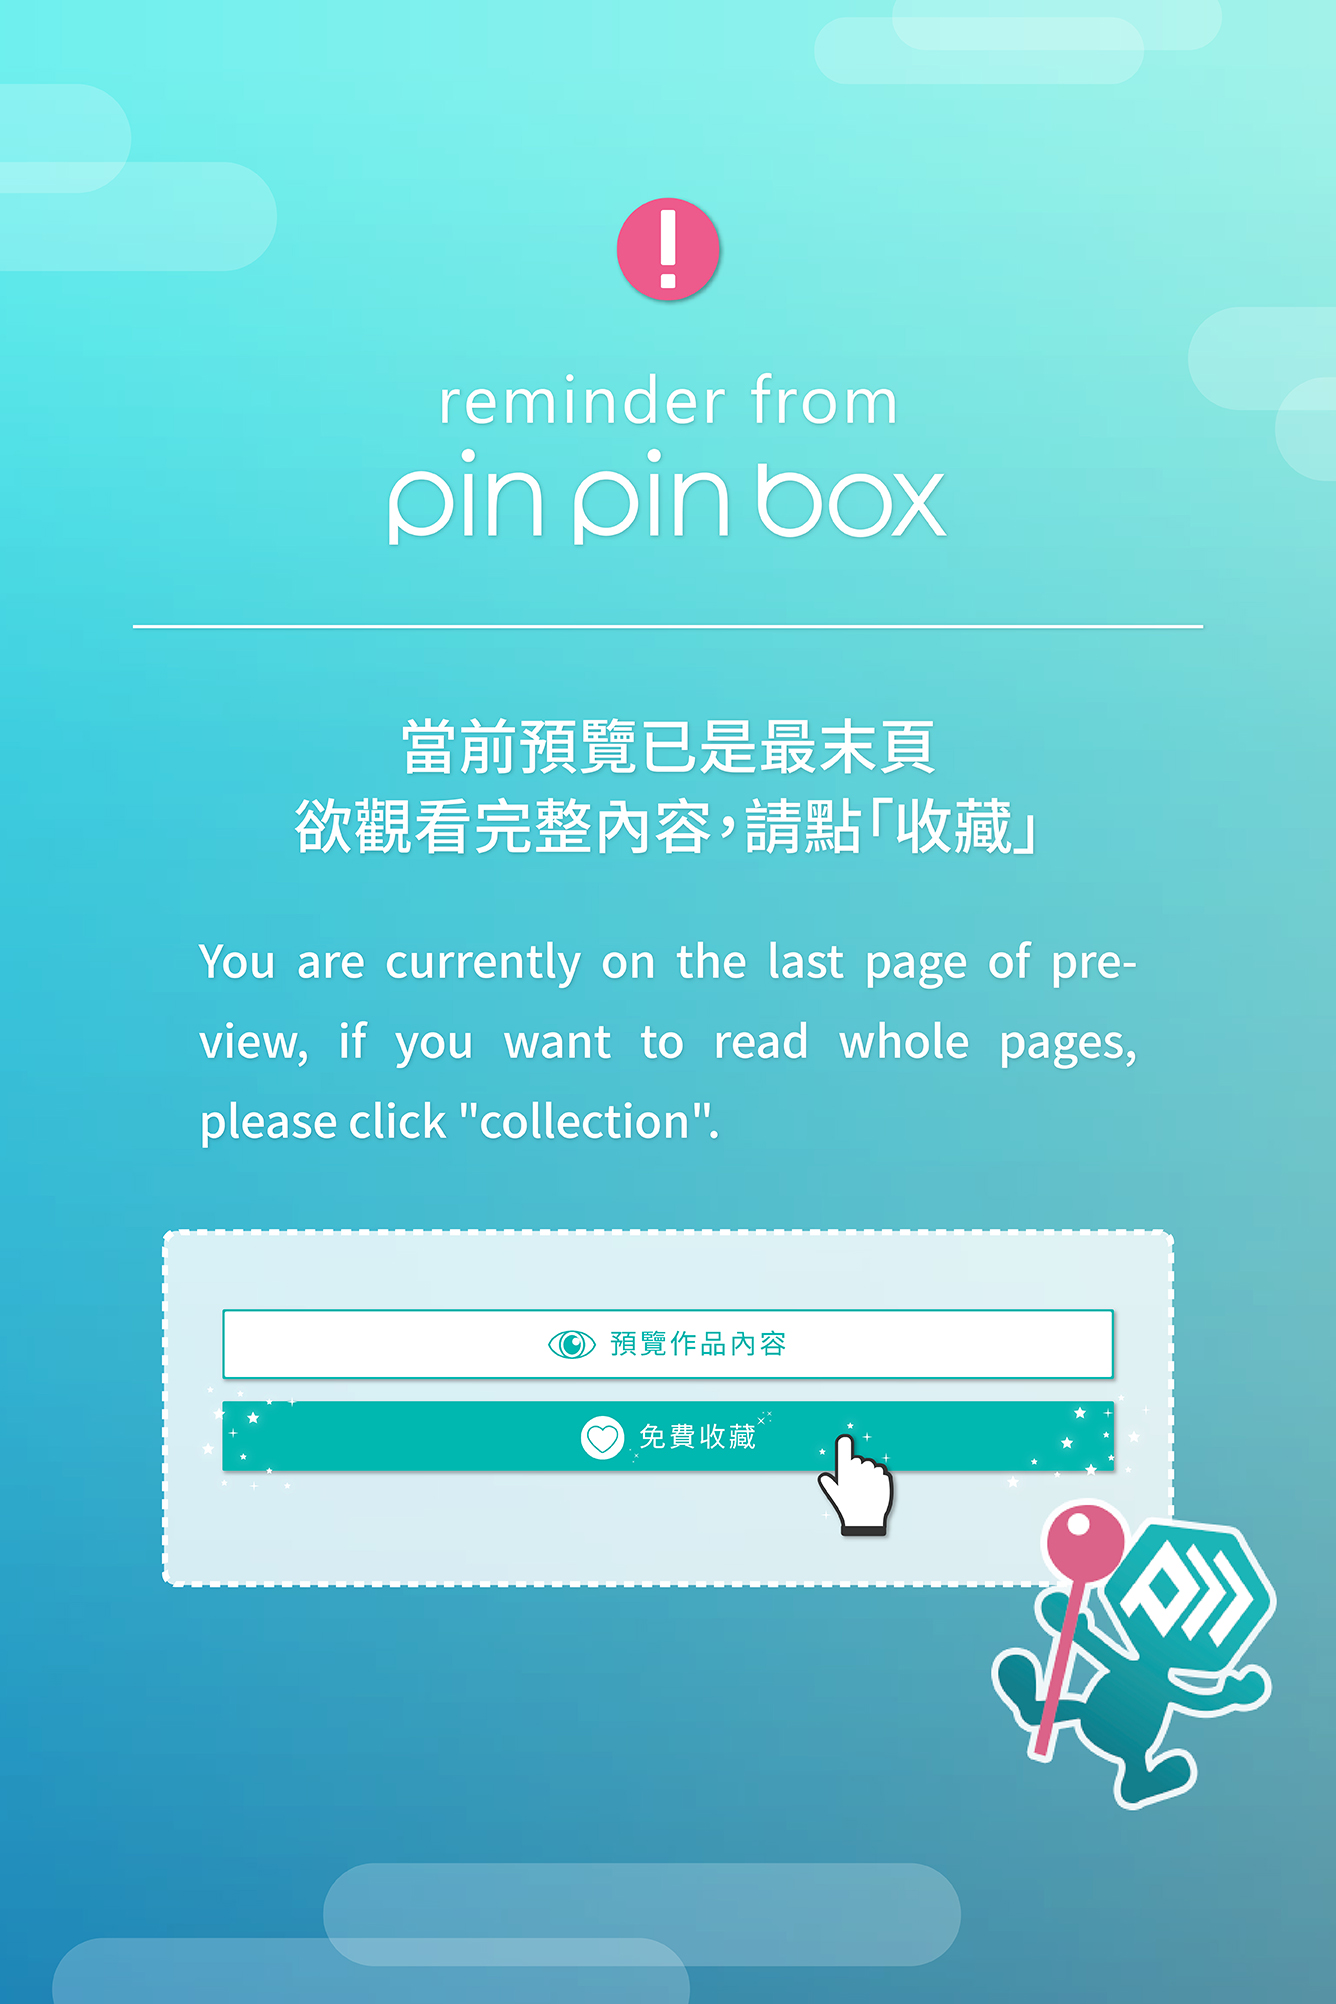 reminder from
pin pin box
當前預覽已是最末頁
欲觀看完整內容，請點「收藏」
You are currently on the last page of pre-
view, if you want to read whole pages,
please click "collection".
預覽作品內容
免費收藏